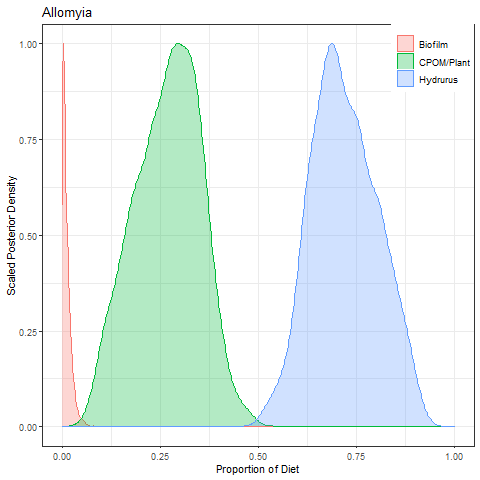 Allomyia
Biofilm
CPOM/Plant
Hydrurus
1.00
0.75
0.50
0.25
0.00
Scaled Posterior Density
0.00 0.25 0.50 0.75 1.00
Proportion of Diet